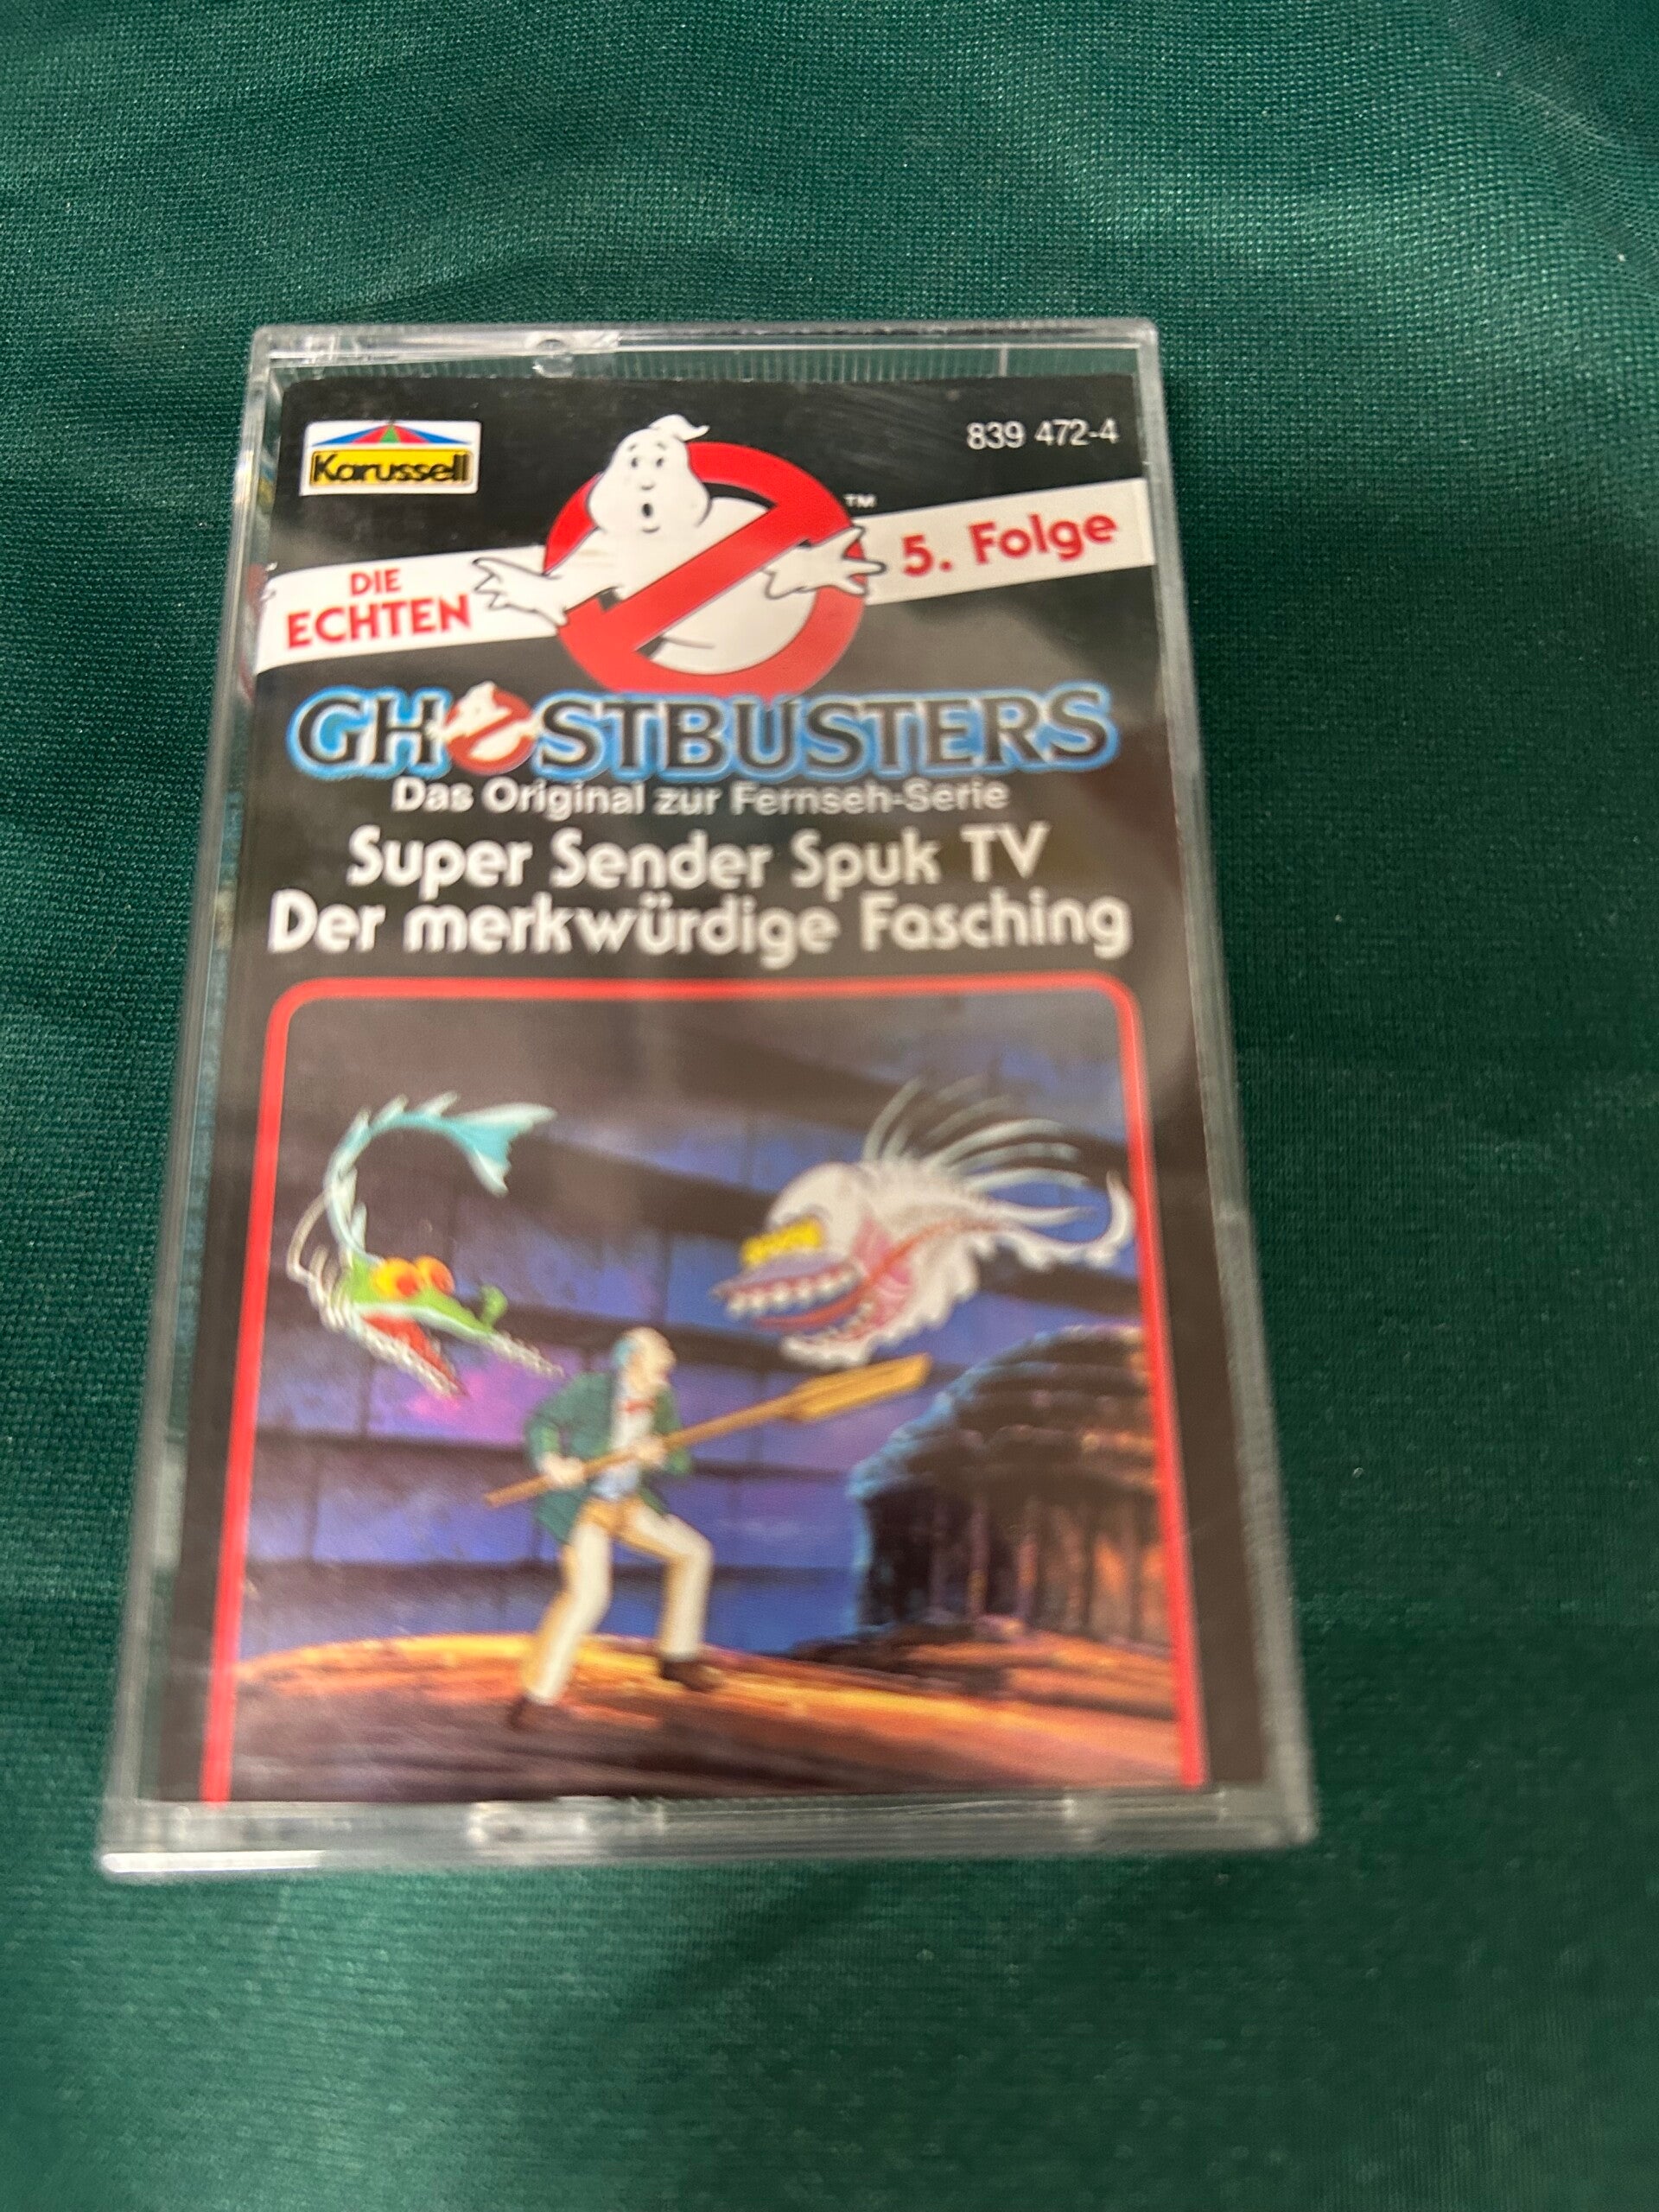 Karussell
839 472-4
TM
DIE
ECHTEN
5. Folge
GHOSTBUSTERS
Das Original zur Fernseh-Serie
Super Sender Spuk TV
Der merkwürdige Fasching